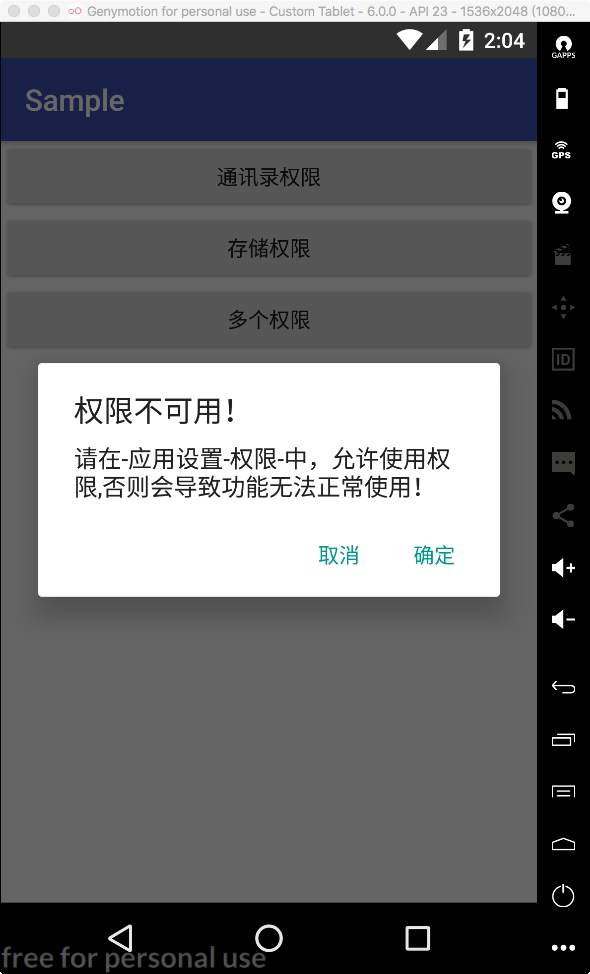 Genymotion for personal use - Custom Tablet - 6.0.0 - API 23 - 1536x2048 (1080...
2:04
GAPPS
Sample
GPS
通讯录权限
存储权限
多个权限
ID
权限不可用！
请在-应用设置-权限-中，允许使用权
限,否则会导致功能无法正常使用！
取消 确定
free for personal use